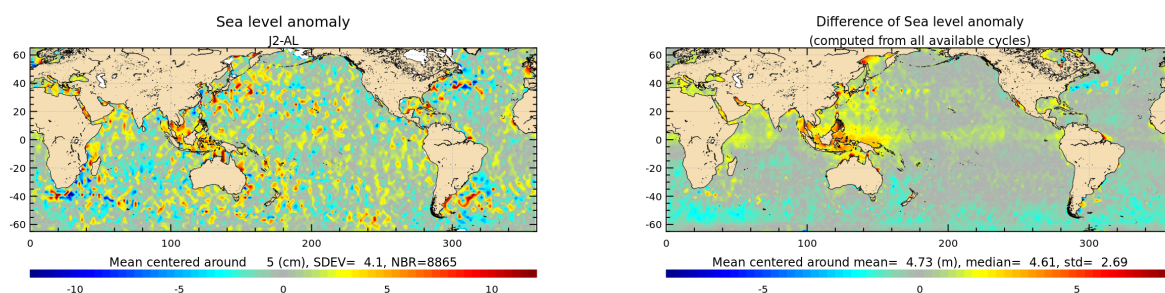 Sea level anomaly
J2-AL
60
40
20
0
-20
-40
-60
0 100 200 300
Mean centered around 5 (cm), SDEV= 4.1, NBR=8865
-10 -5 0 5 10
Difference of Sea level anomaly
(computed from all available cycles)
60
40
20
0
-20
-40
-60
0 100 200 300
Mean centered around mean= 4.73 (m), median= 4.61, std= 2.69
-5 0 5